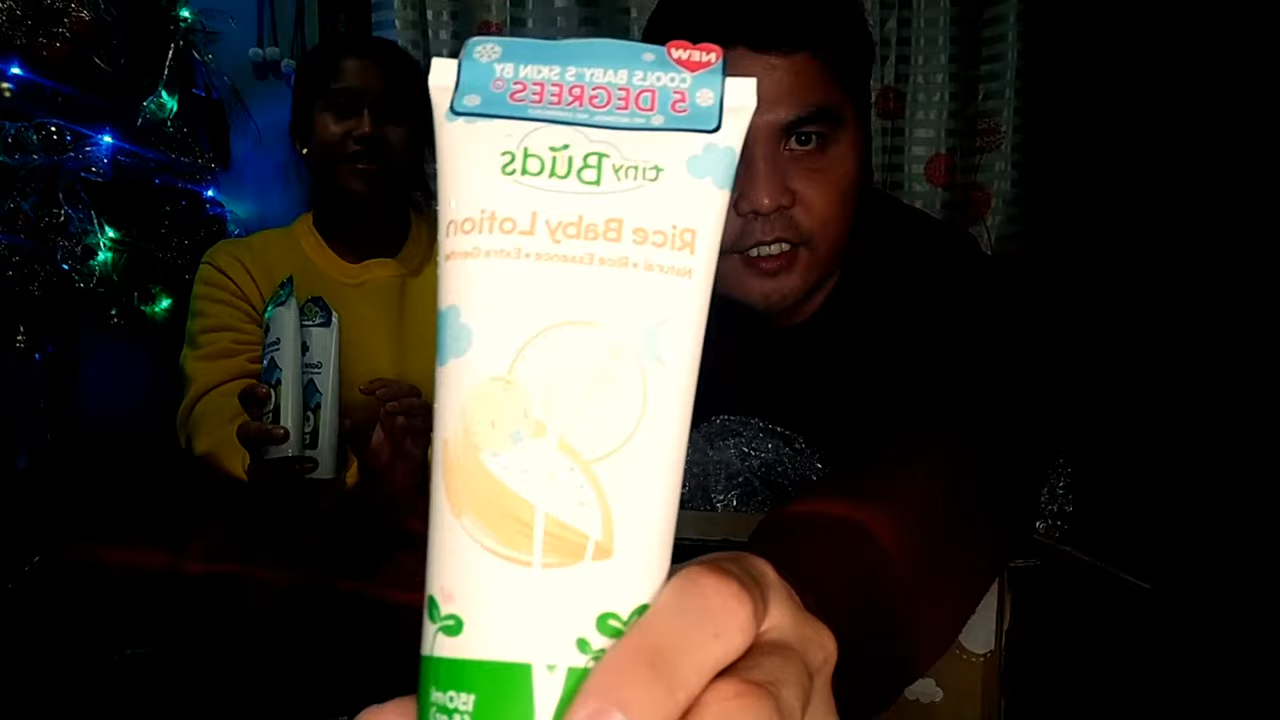 NEW
COOLS BABY'S SKIN BY
5 DEGREES°
tiny Buds
Rice Baby Lotion
Natural • Rice Essence • Extra Gentle
150ml